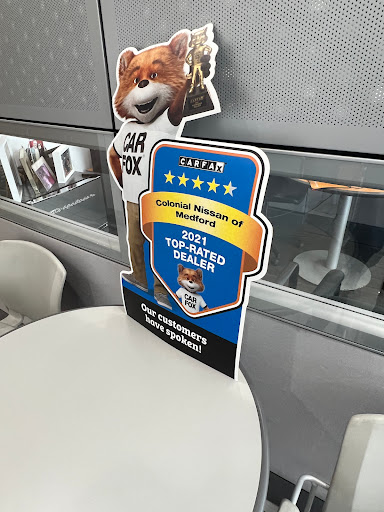 CAR
FOX
CARFAX
Colonial Nissan of
Medford
2021
TOP-RATED
DEALER
CAR
FOX
Our customers
have spoken!